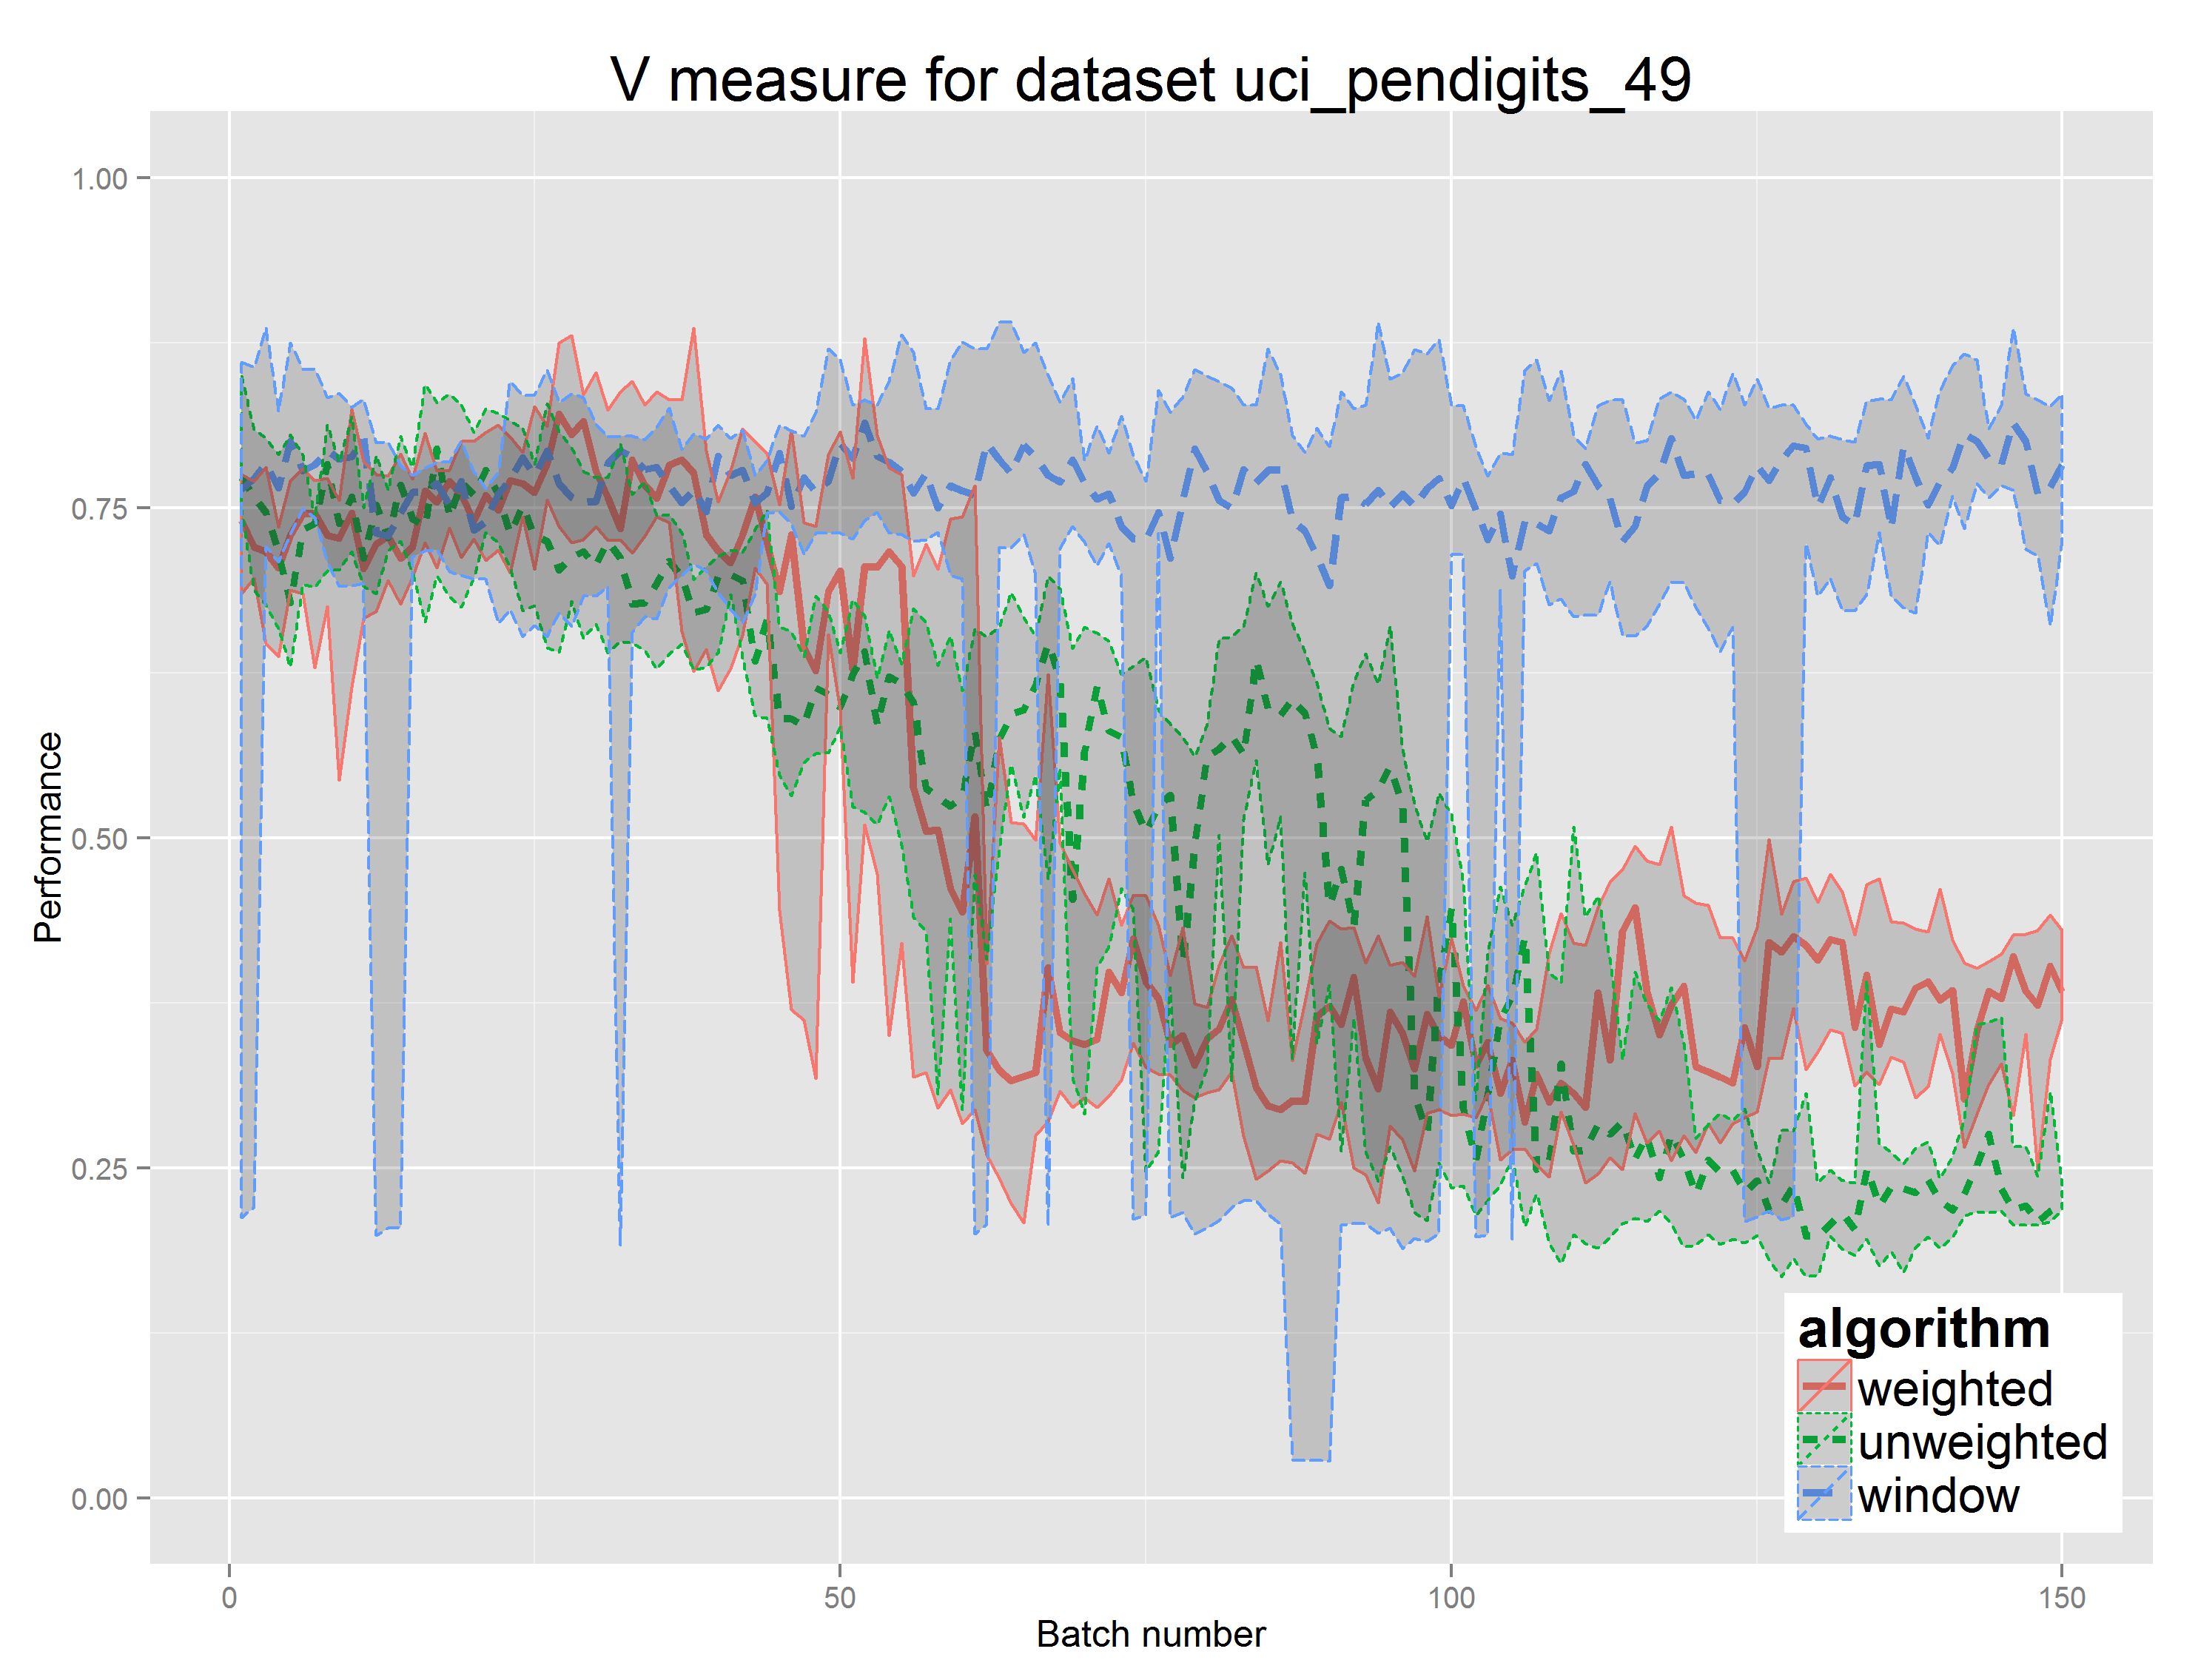 V measure for dataset uci_pendigits_49
1.00
0.75
0.50
0.25
0.00
Performance
0
50
100
150
Batch number
algorithm
weighted
unweighted
window